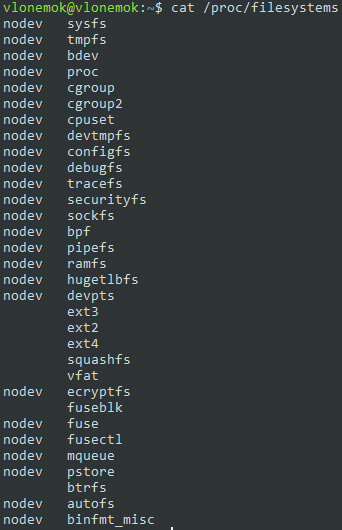 vlonemok@vlonemok:~$ cat /proc/filesystems
nodev sysfs
nodev tmpfs
nodev bdev
nodev proc
nodev cgroup
nodev cgroup2
nodev cpuset
nodev devtmpfs
nodev configfs
nodev debugfs
nodev tracefs
nodev securityfs
nodev sockfs
nodev bpf
nodev pipefs
nodev ramfs
nodev hugetlbfs
nodev devpts
ext3
ext2
ext4
squashfs
vfat
nodev ecryptfs
fuseblk
nodev fuse
nodev fusectl
nodev mqueue
nodev pstore
btrfs
nodev autofs
nodev binfmt_misc